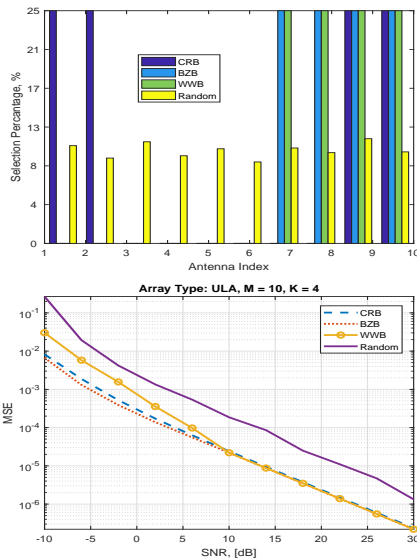 25
21
17
13
8
4
0
Selection Percentage, %
CRB
BZB
WWB
Random
1 2 3 4 5 6 7 8 9 10
Antenna Index
Array Type: ULA, M = 10, K = 4
10^-1
10^-2
10^-3
10^-4
10^-5
10^-6
MSE
CRB
BZB
WWB
Random
-10 -5 0 5 10 15 20 25 30
SNR, [dB]